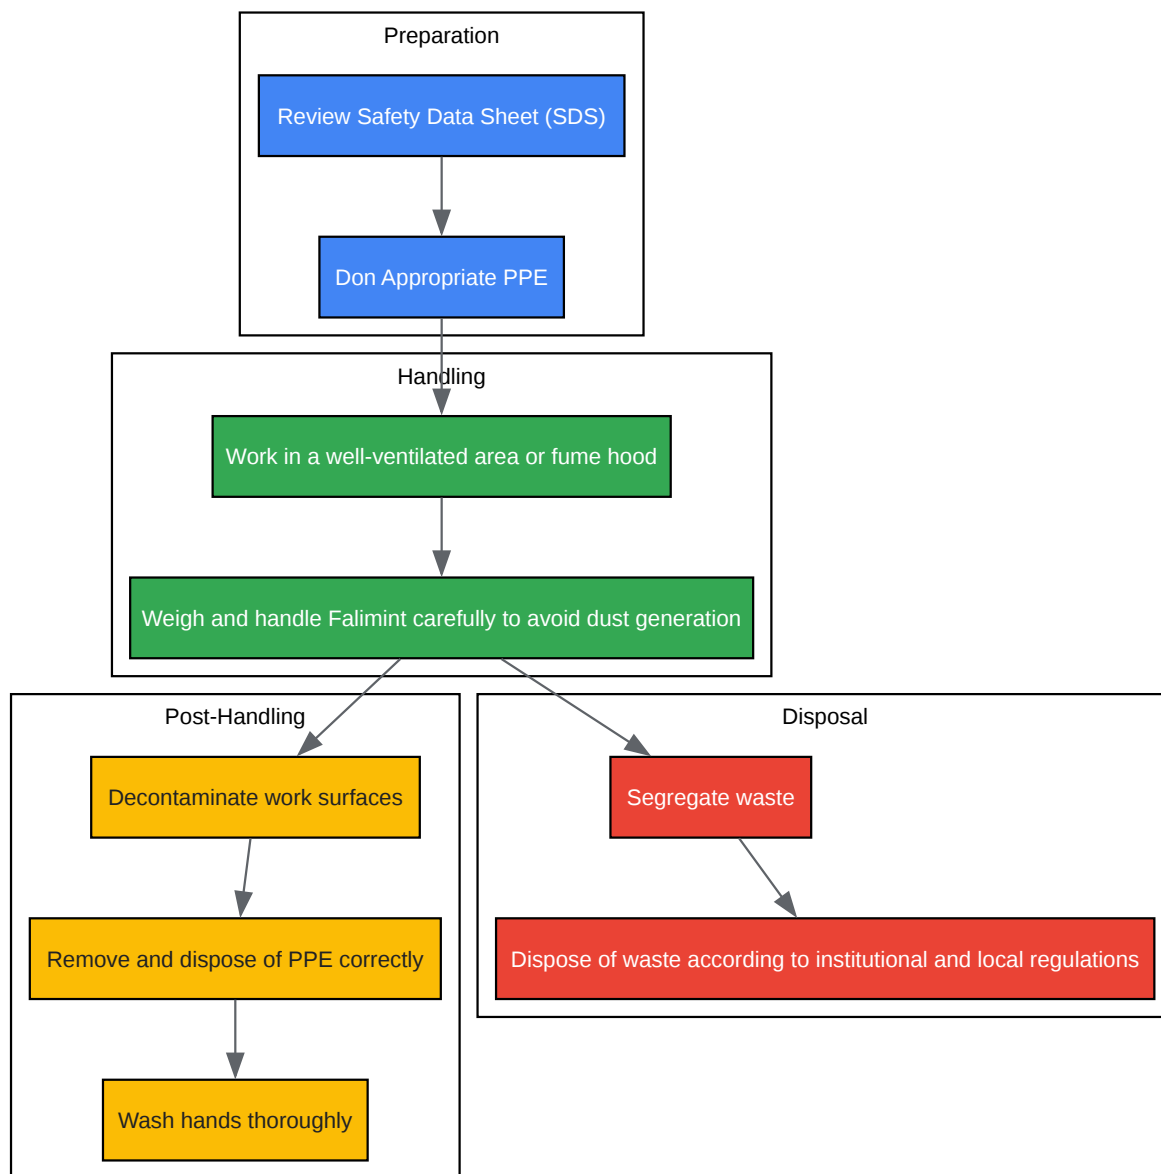 Preparation
Review Safety Data Sheet (SDS)
Don Appropriate PPE
Handling
Work in a well-ventilated area or fume hood
Weigh and handle Falimint carefully to avoid dust generation
Post-Handling
Decontaminate work surfaces
Remove and dispose of PPE correctly
Wash hands thoroughly
Disposal
Segregate waste
Dispose of waste according to institutional and local regulations